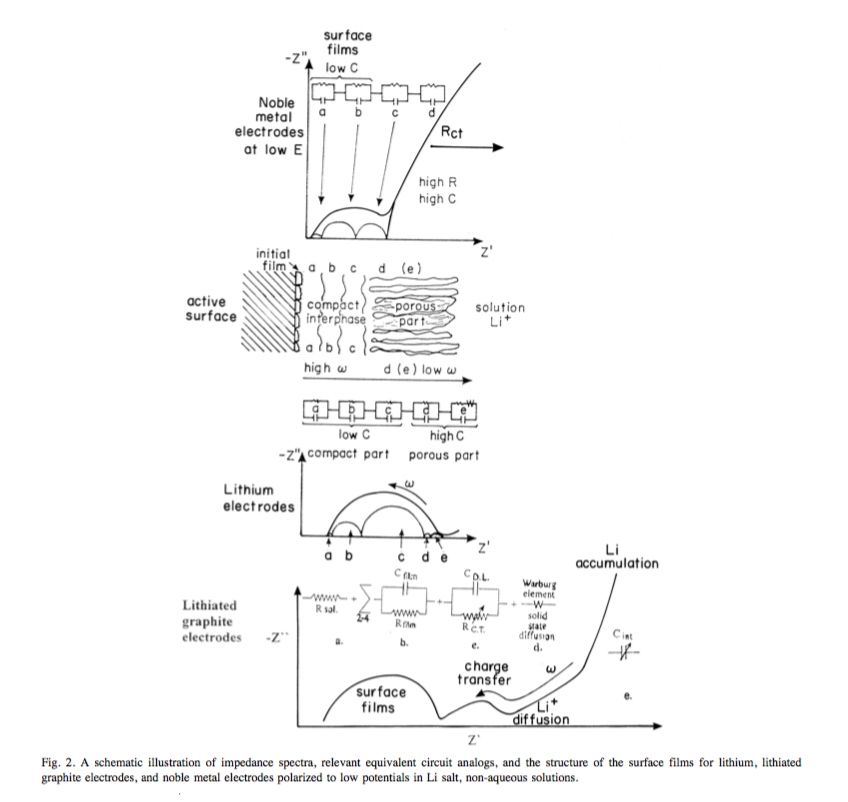 surface
films
-Z"
low C
Noble
metal
electrodes
at low E
a b c d
Rct
high R
high C
Z'
initial
film
a b c d (e)
active
surface
compact
interphase
porous
part
solution
Li⁺
a b c
high ω d (e) low ω
a b c d e W
low C high C
-Z" compact part porous part
Lithium
electrodes
ω
Z'
a b c d e
Li
accumulation
C film
C D.L.
Warburg
element
-W-
solid
state
diffusion
d.
R sol.
+
Σ
2-4
R film
+
R C.T.
+
C int
Lithiated
graphite
electrodes
-Z''
a. b. c.
charge
transfer
ω
e.
surface
films
Li⁺
diffusion
Z'
Fig. 2. A schematic illustration of impedance spectra, relevant equivalent circuit analogs, and the structure of the surface films for lithium, lithiated
graphite electrodes, and noble metal electrodes polarized to low potentials in Li salt, non-aqueous solutions.